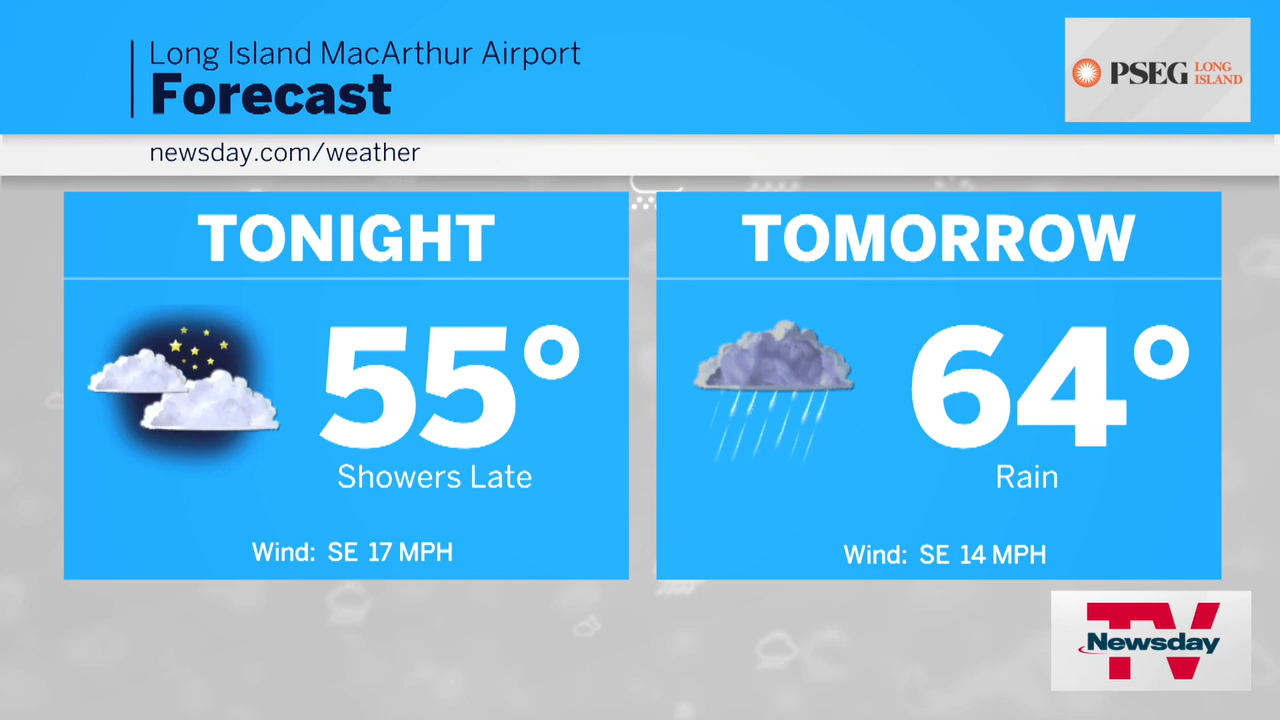 Long Island MacArthur Airport
Forecast
PSEG LONG
ISLAND
newsday.com/weather
TONIGHT
55°
Showers Late
Wind: SE 17 MPH
TOMORROW
64°
Rain
Wind: SE 14 MPH
TV
Newsday